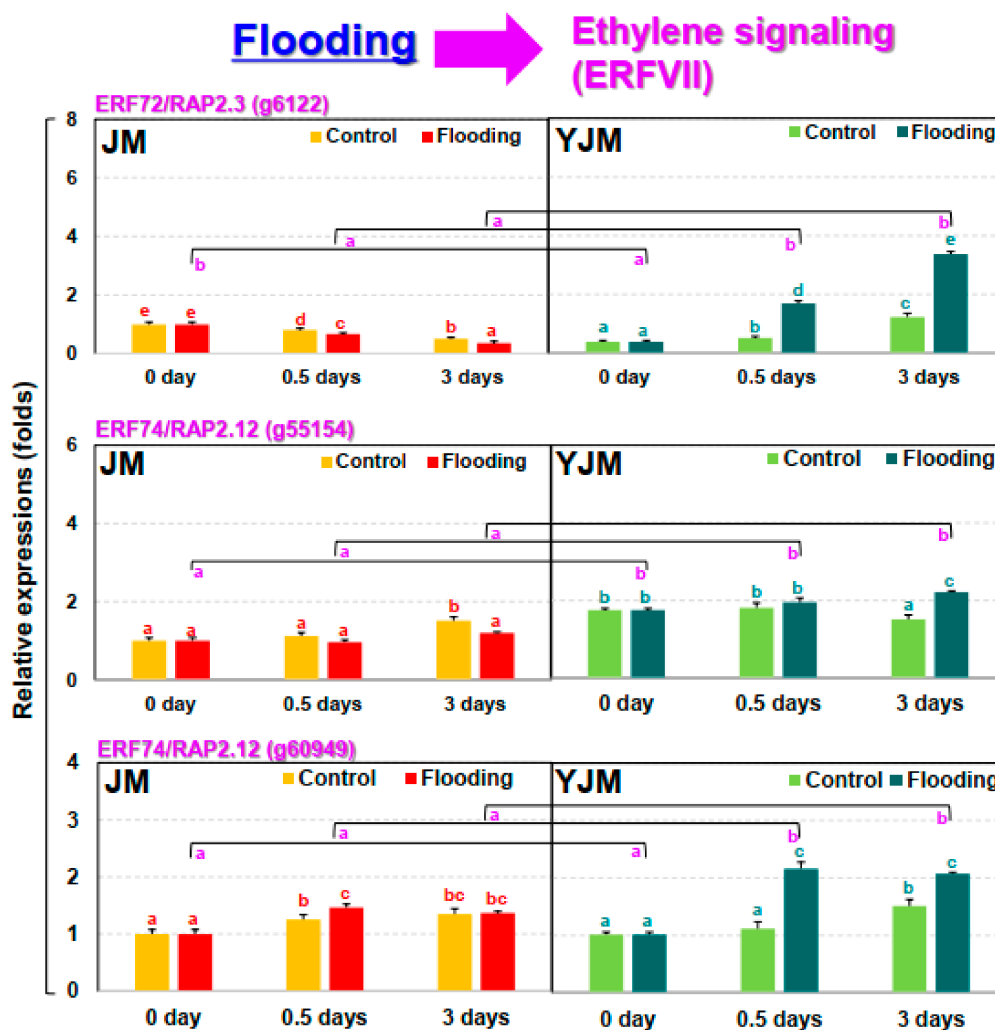 Flooding
Ethylene signaling
(ERFVII)
Relative expressions (folds)
ERF72/RAP2.3 (g6122)
JM Control Flooding YJM Control Flooding
8
6
4
2
0
b a a b a b
e e d c b a a a b d c e
0 day 0.5 days 3 days 0 day 0.5 days 3 days
ERF74/RAP2.12 (g55154)
JM Control Flooding YJM Control Flooding
6
4
2
0
a a a b b b
a a a a b a b b b b a c
0 day 0.5 days 3 days 0 day 0.5 days 3 days
ERF74/RAP2.12 (g60949)
JM Control Flooding YJM Control Flooding
4
3
2
1
0
a a a a b b
a a b c bc bc a a a c b c
0 day 0.5 days 3 days 0 day 0.5 days 3 days